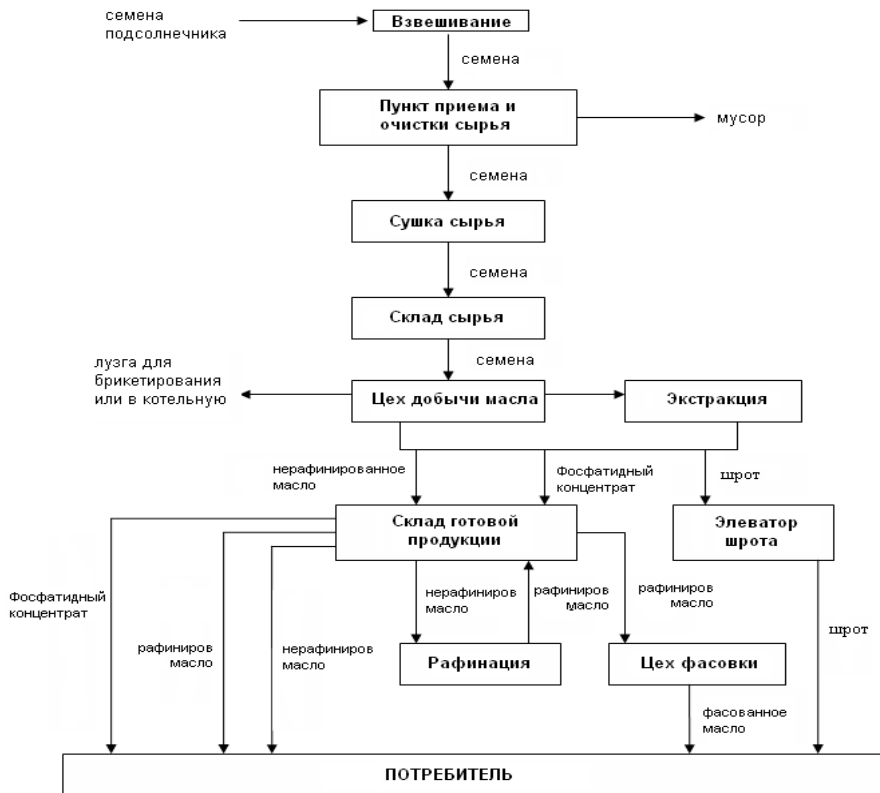 семена
подсолнечника
Взвешивание
семена
Пункт приема и
очистки сырья
мусор
семена
Сушка сырья
семена
Склад сырья
семена
лузга для
брикетирования
или в котельную
Цех добычи масла
Экстракция
нерафинированное
масло
Фосфатидный
концентрат
шрот
Склад готовой
продукции
Элеватор
шрота
Фосфатидный
концентрат
рафиниров
масло
нерафиниров
масло
нерафиниров
масло
рафиниров
масло
рафиниров
масло
шрот
Рафинация
Цех фасовки
фасованное
масло
ПОТРЕБИТЕЛЬ